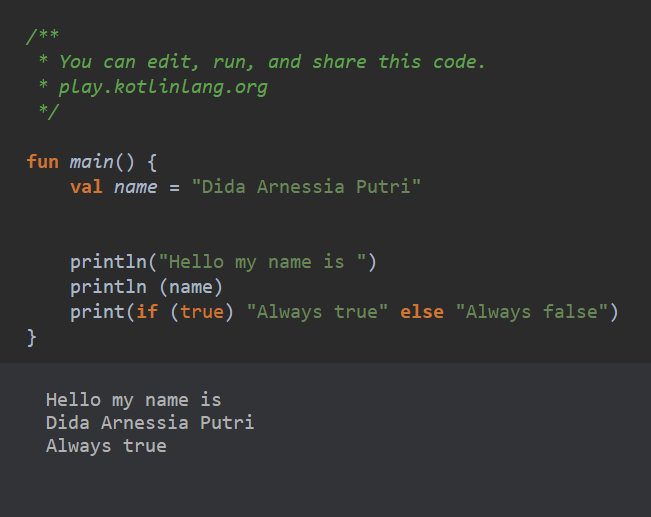 /**
 * You can edit, run, and share this code.
 * play.kotlinlang.org
 */
fun main() {
    val name = "Dida Arnessia Putri"
    println("Hello my name is ")
    println (name)
    print(if (true) "Always true" else "Always false")
}
Hello my name is
Dida Arnessia Putri
Always true